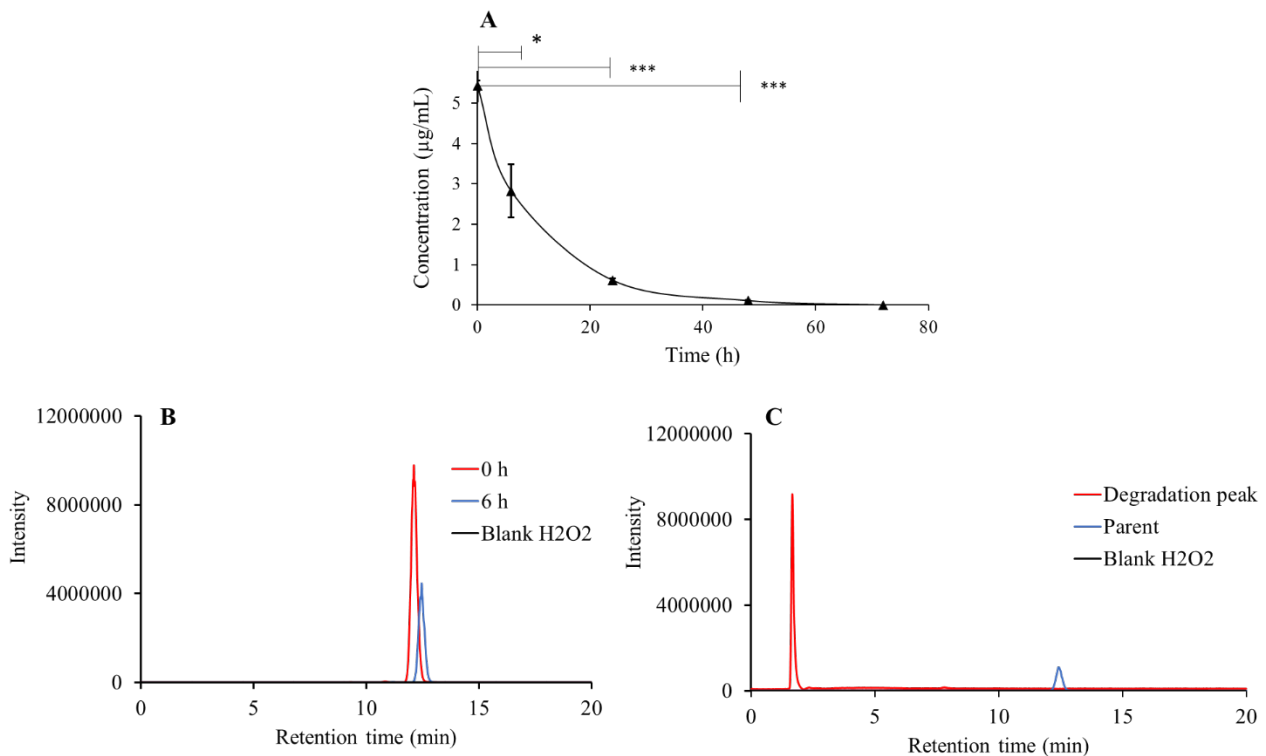 A
*
***
***
Concentration (µg/mL)
5
4
3
2
1
0
0 20 40 60 80
Time (h)
B
12000000
8000000
4000000
0
Intensity
0 h
6 h
Blank H2O2
0 5 10 15 20
Retention time (min)
C
12000000
8000000
4000000
0
Intensity
Degradation peak
Parent
Blank H2O2
0 5 10 15 20
Retention time (min)